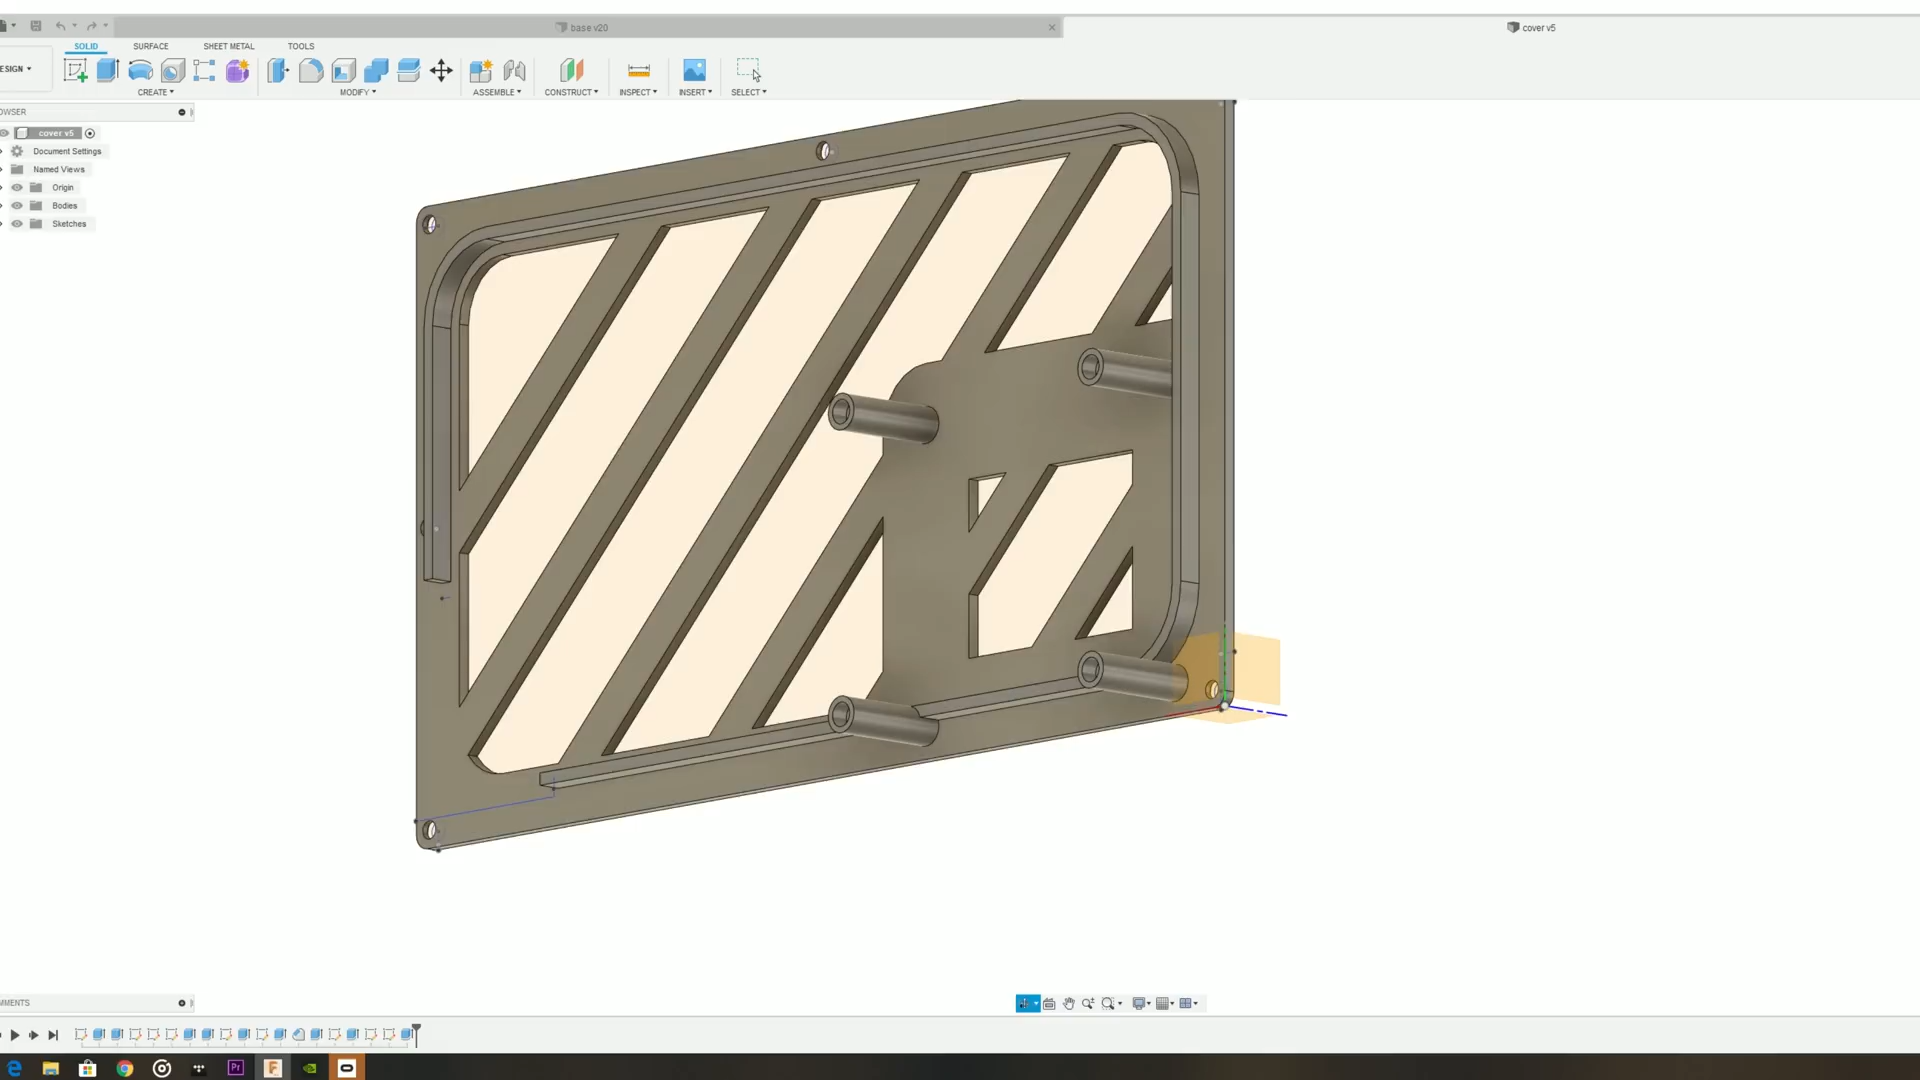 base v20
cover v5
SOLID SURFACE SHEET METAL TOOLS
ESIGN
CREATE MODIFY ASSEMBLE CONSTRUCT INSPECT INSERT SELECT
OWSER
cover v5
Document Settings
Named Views
Origin
Bodies
Sketches
MMENTS
Pr
F